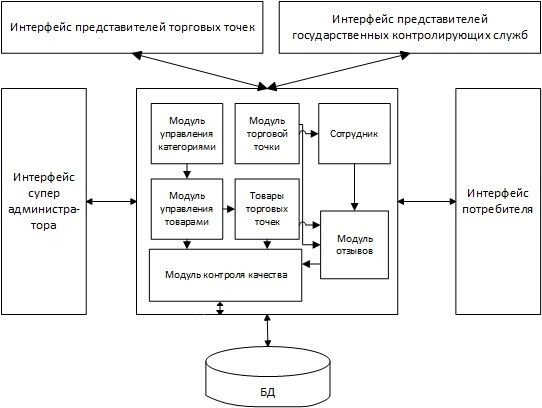 Интерфейс представителей торговых точек
Интерфейс представителей
государственных контролирующих служб
Интерфейс
супер
администра-
тора
Модуль
управления
категориями
Модуль
торговой
точки
Сотрудник
Модуль
управления
товарами
Товары
торговых
точек
Модуль
отзывов
Модуль контроля качества
Интерфейс
потребителя
БД